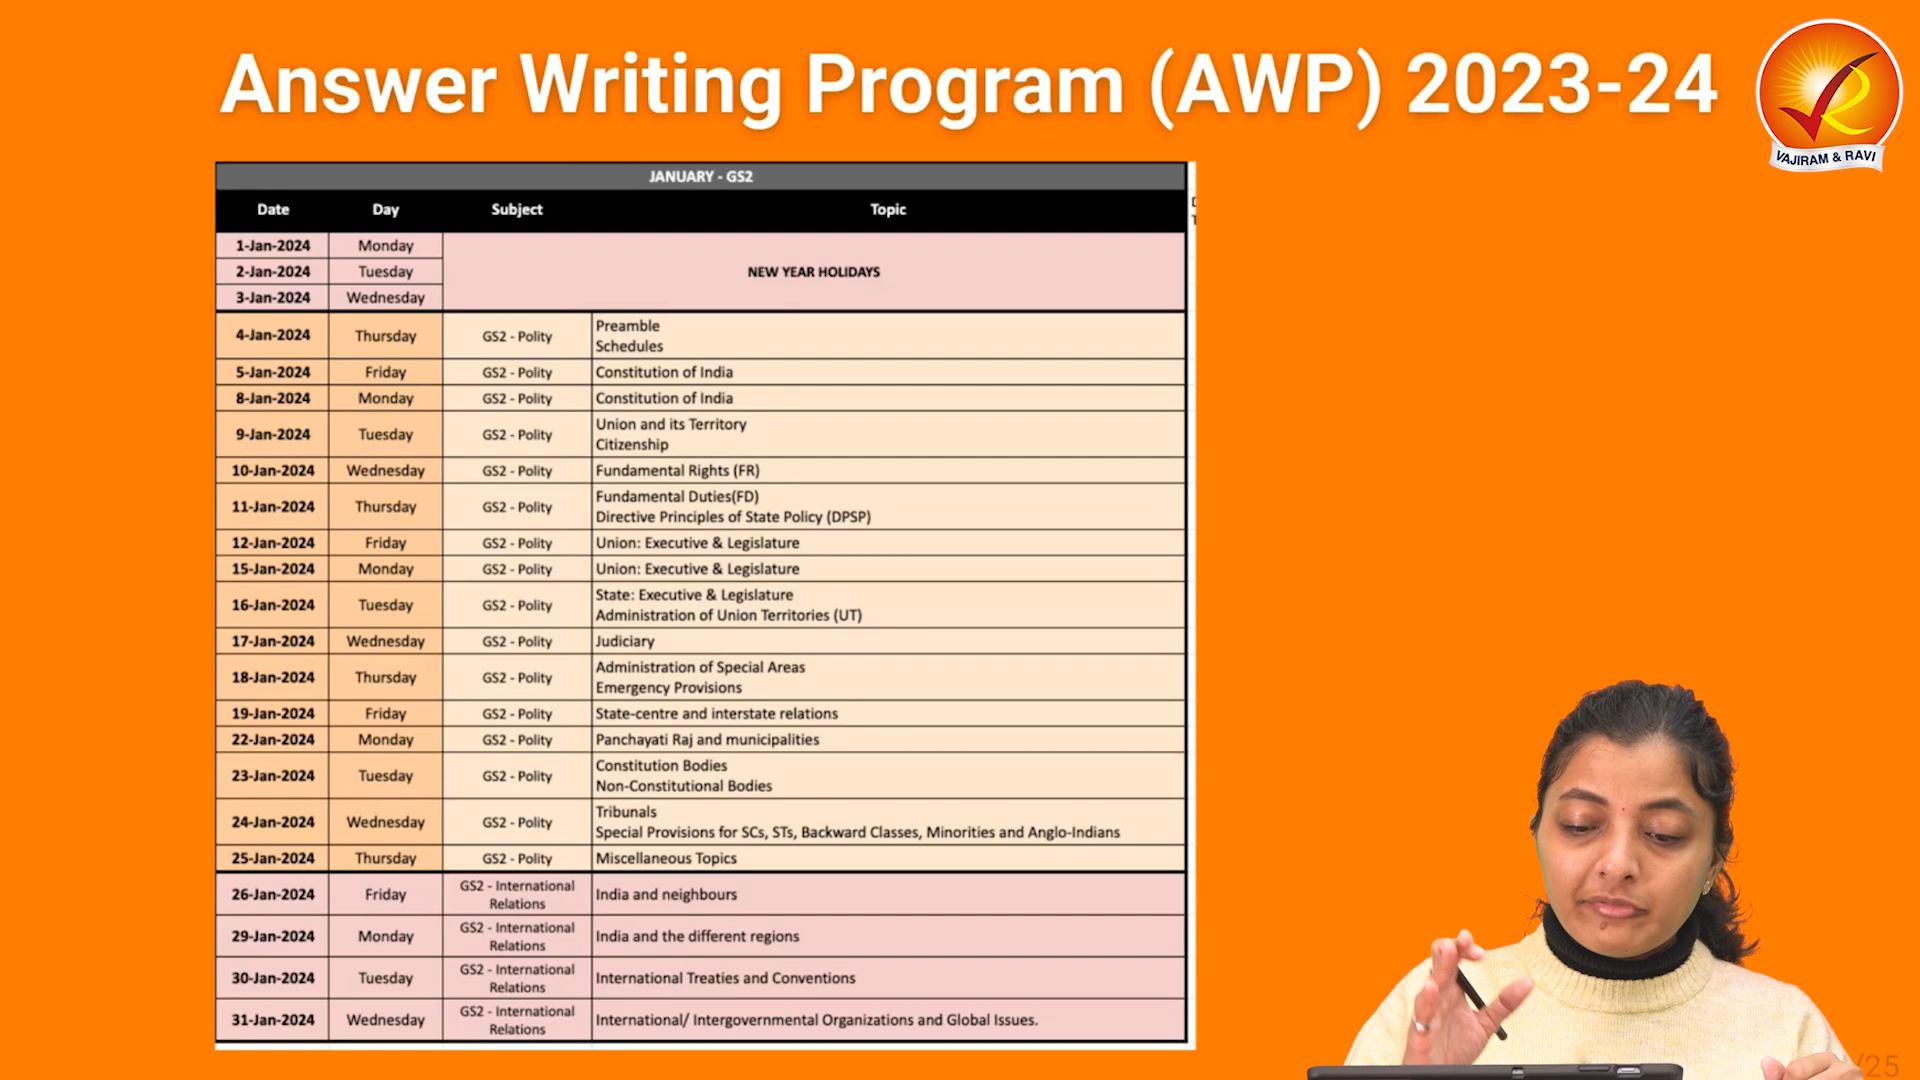 Answer Writing Program (AWP) 2023-24
VAJIRAM & RAVI
JANUARY - GS2
Date Day Subject Topic
1-Jan-2024 Monday
2-Jan-2024 Tuesday NEW YEAR HOLIDAYS
3-Jan-2024 Wednesday
4-Jan-2024 Thursday GS2 - Polity Preamble
Schedules
5-Jan-2024 Friday GS2 - Polity Constitution of India
8-Jan-2024 Monday GS2 - Polity Constitution of India
9-Jan-2024 Tuesday GS2 - Polity Union and its Territory
Citizenship
10-Jan-2024 Wednesday GS2 - Polity Fundamental Rights (FR)
11-Jan-2024 Thursday GS2 - Polity Fundamental Duties(FD)
Directive Principles of State Policy (DPSP)
12-Jan-2024 Friday GS2 - Polity Union: Executive & Legislature
15-Jan-2024 Monday GS2 - Polity Union: Executive & Legislature
16-Jan-2024 Tuesday GS2 - Polity State: Executive & Legislature
Administration of Union Territories (UT)
17-Jan-2024 Wednesday GS2 - Polity Judiciary
18-Jan-2024 Thursday GS2 - Polity Administration of Special Areas
Emergency Provisions
19-Jan-2024 Friday GS2 - Polity State-centre and interstate relations
22-Jan-2024 Monday GS2 - Polity Panchayati Raj and municipalities
23-Jan-2024 Tuesday GS2 - Polity Constitution Bodies
Non-Constitutional Bodies
24-Jan-2024 Wednesday GS2 - Polity Tribunals
Special Provisions for SCs, STs, Backward Classes, Minorities and Anglo-Indians
25-Jan-2024 Thursday GS2 - Polity Miscellaneous Topics
26-Jan-2024 Friday GS2 - International Relations India and neighbours
29-Jan-2024 Monday GS2 - International Relations India and the different regions
30-Jan-2024 Tuesday GS2 - International Relations International Treaties and Conventions
31-Jan-2024 Wednesday GS2 - International Relations International/ Intergovernmental Organizations and Global Issues.
/25